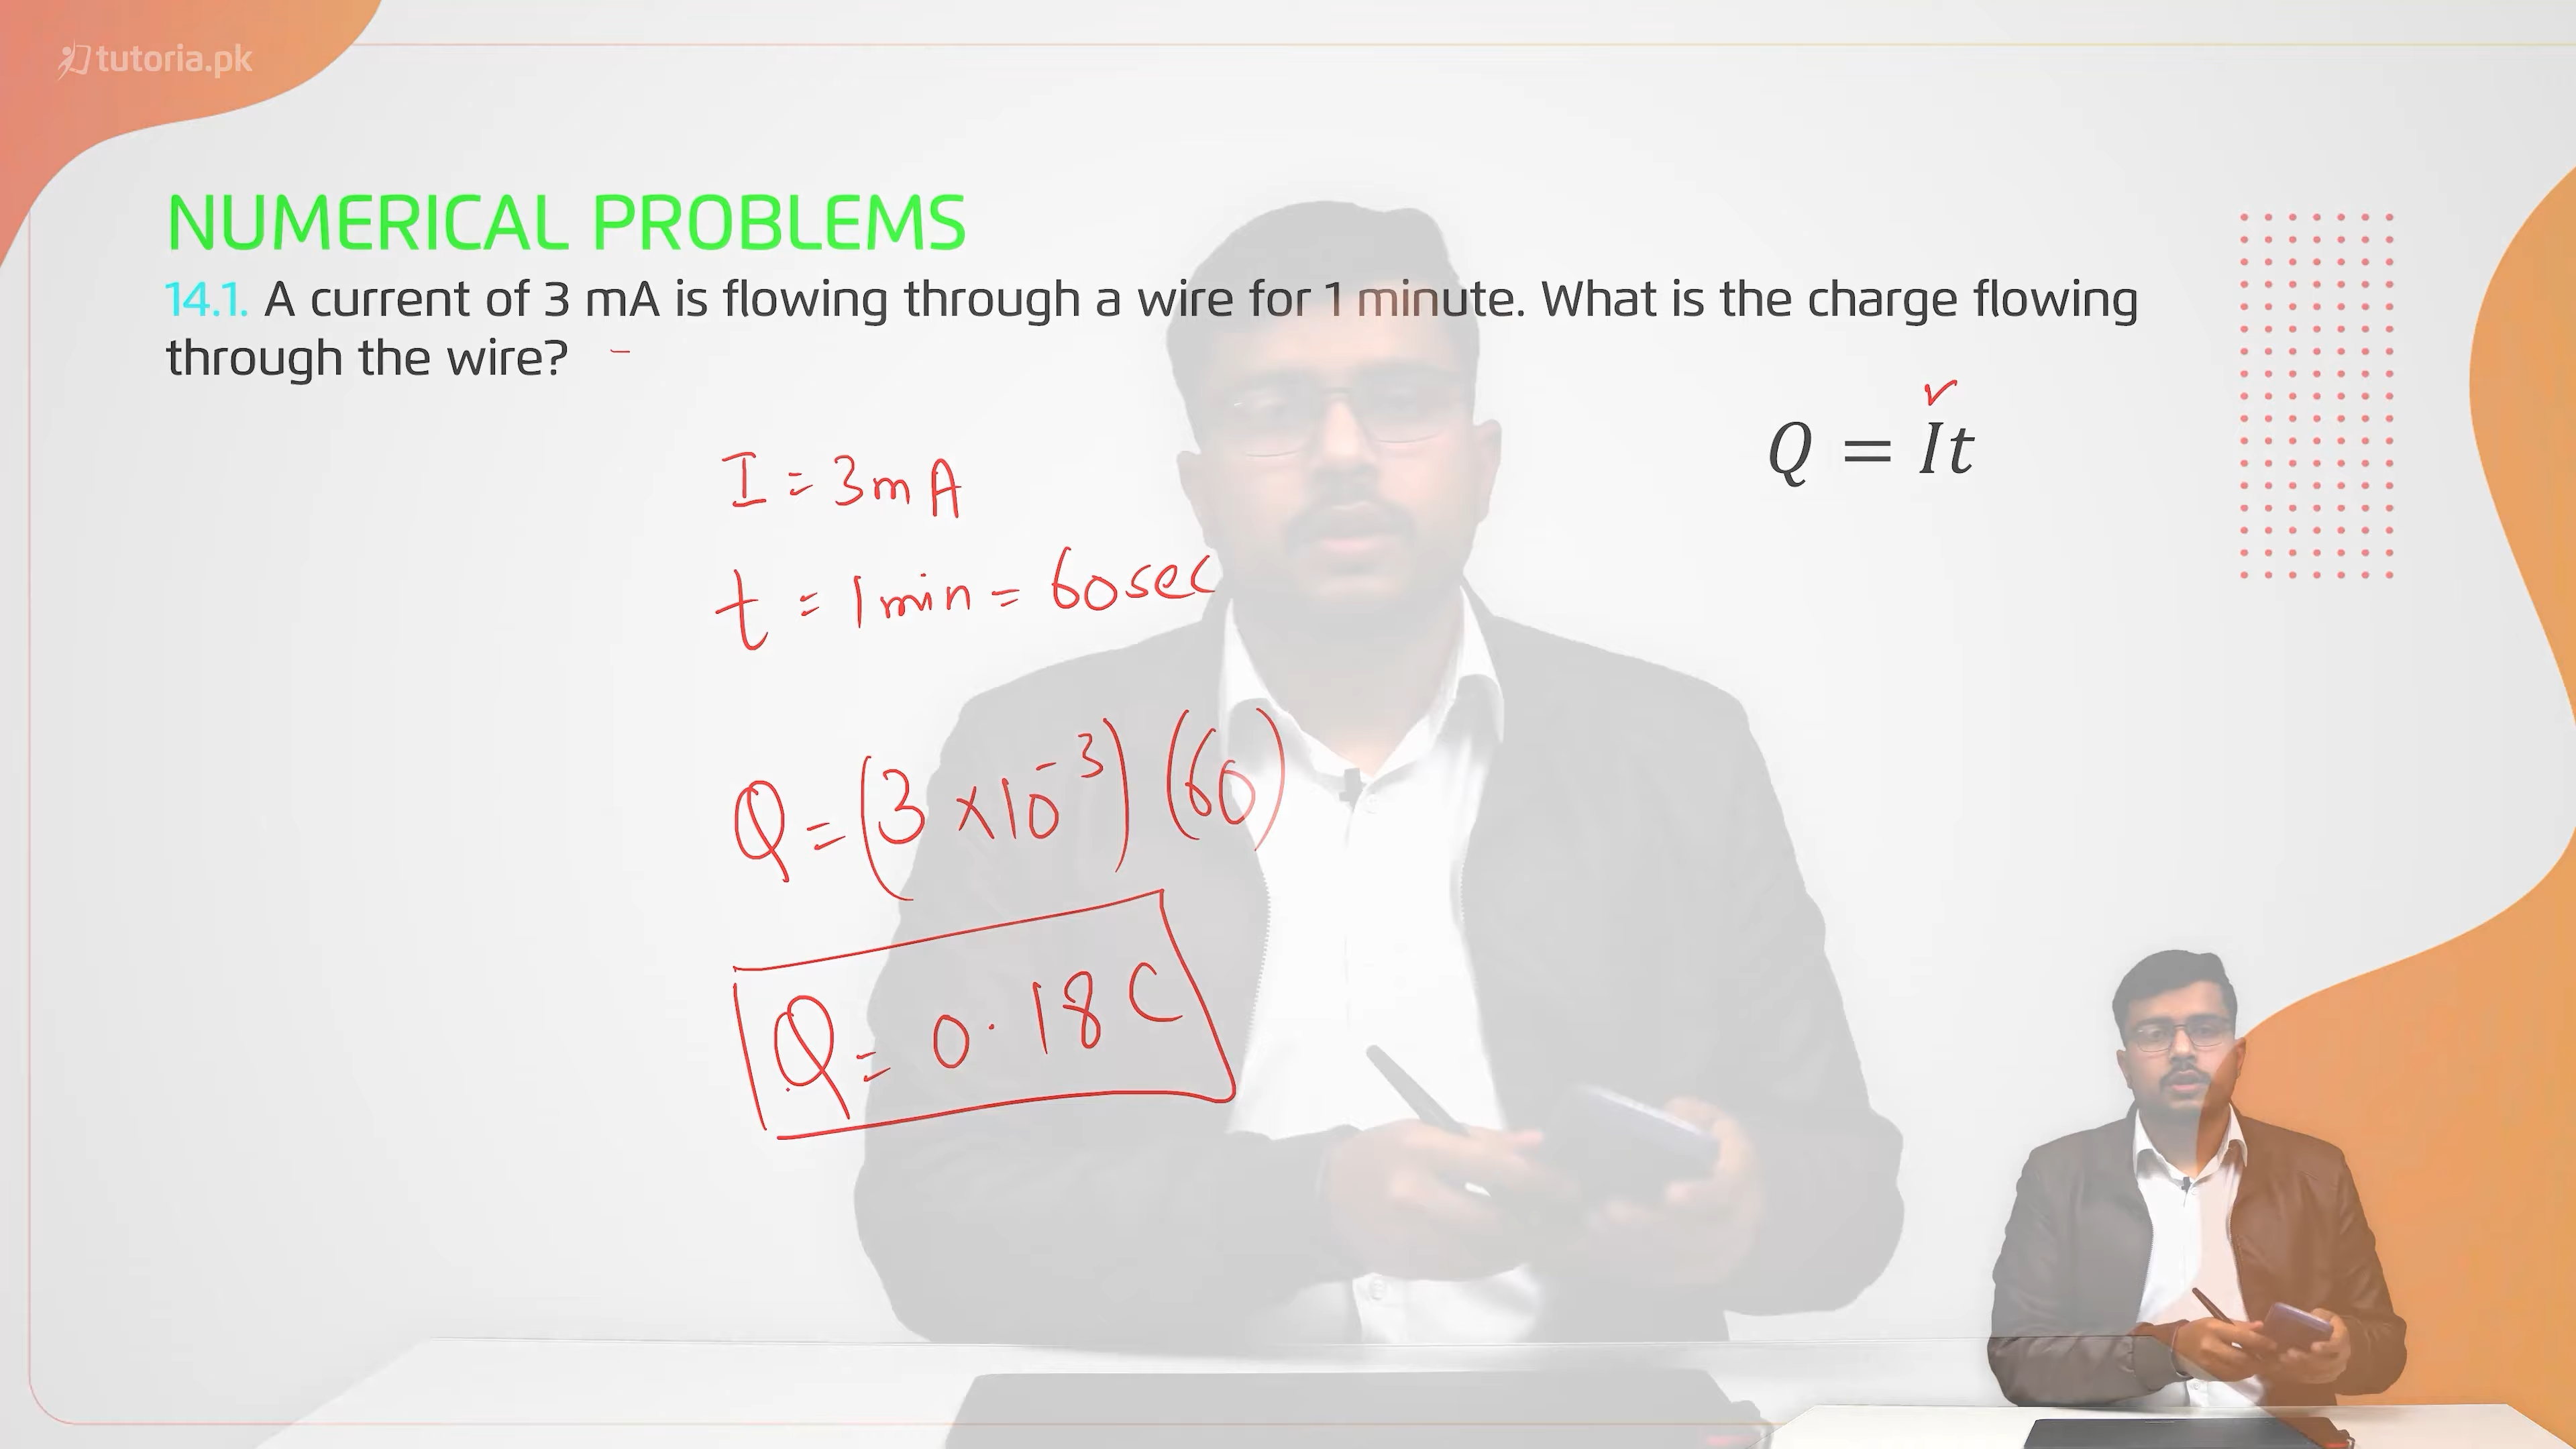 tutoria.pk
NUMERICAL PROBLEMS
14.1. A current of 3 mA is flowing through a wire for 1 minute. What is the charge flowing
through the wire?
Q = It
I = 3mA
t = 1min = 60sec
Q = (3 ×10⁻³) (60)
Q = 0.18 C